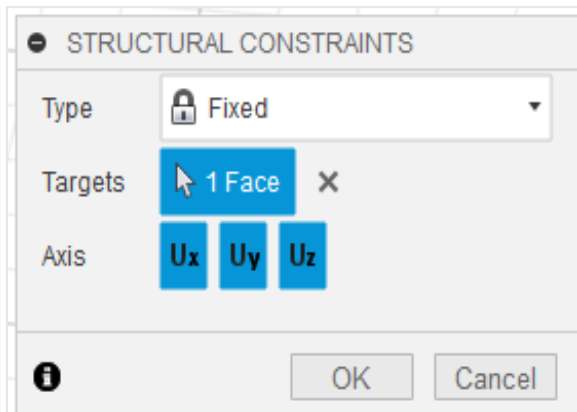 STRUCTURAL CONSTRAINTS
Type Fixed
Targets 1 Face
Axis Ux Uy Uz
OK Cancel